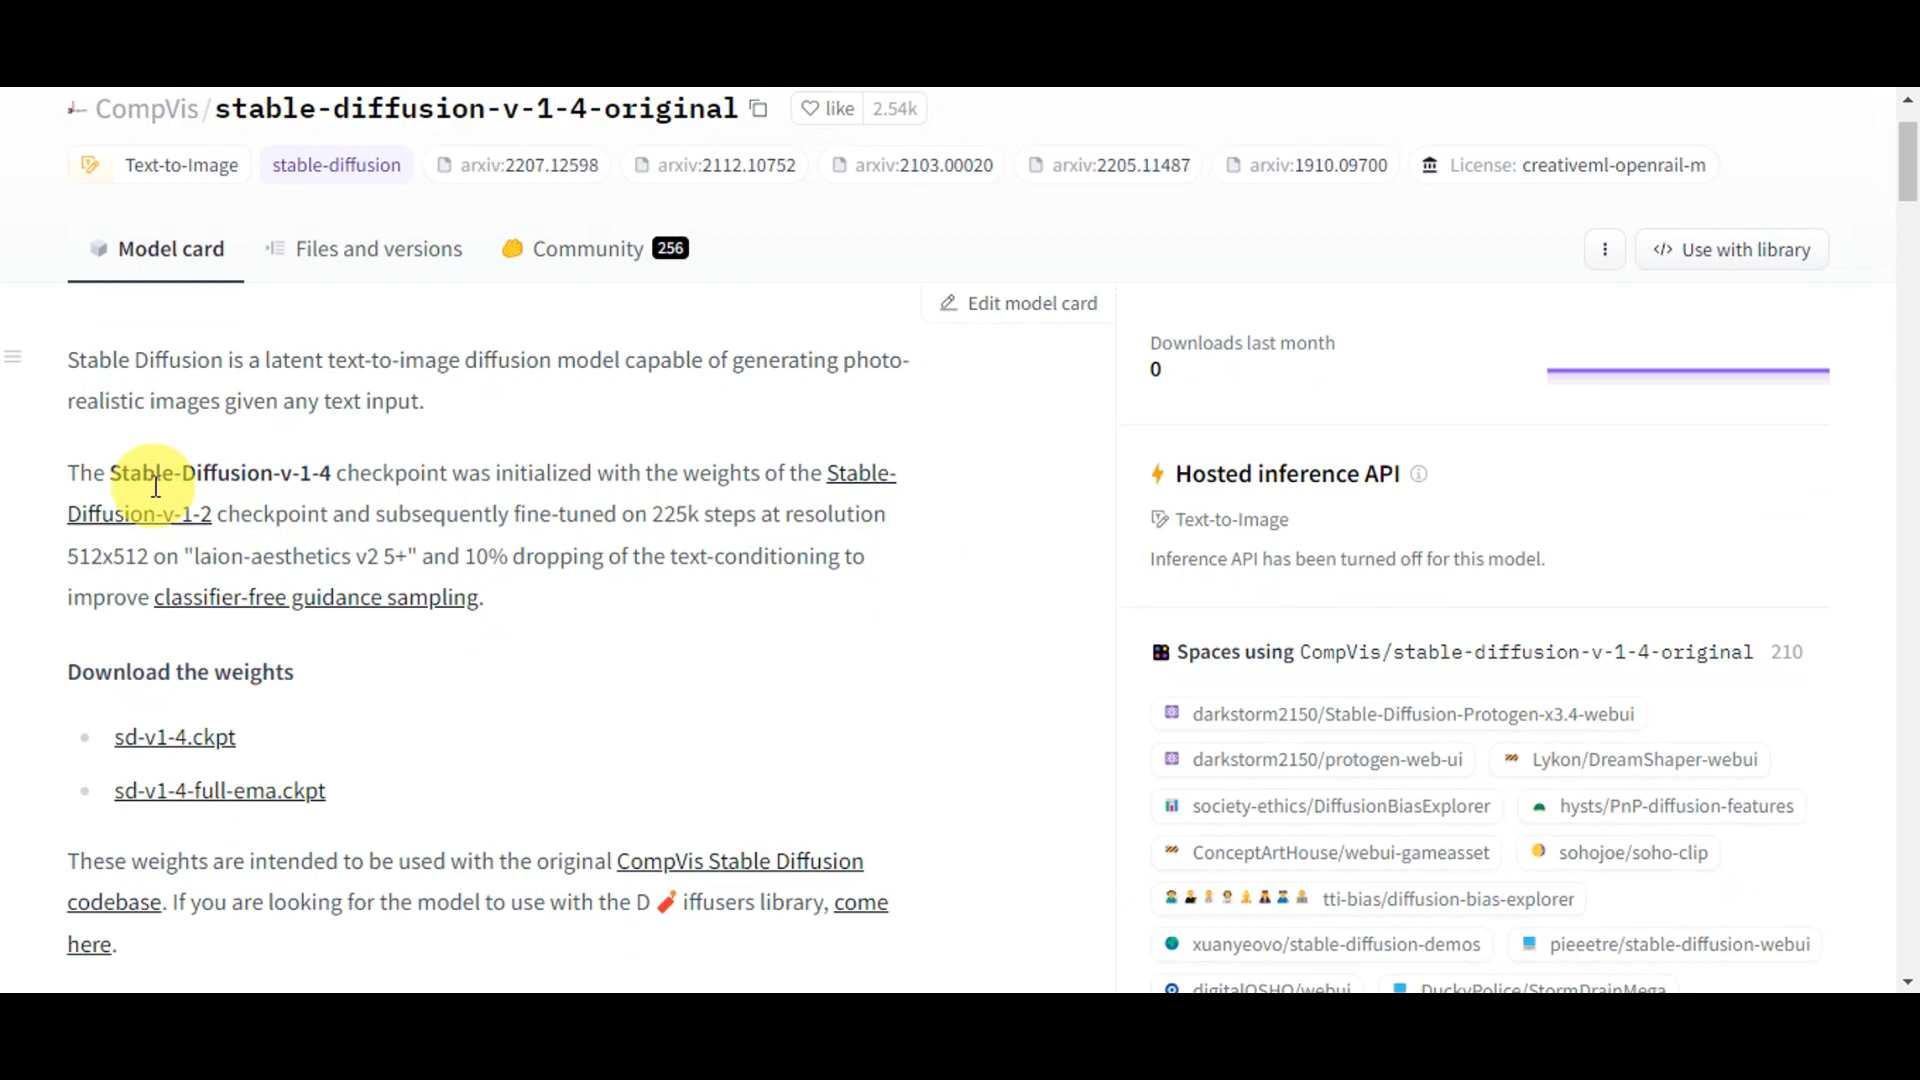 CompVis/stable-diffusion-v-1-4-original like 2.54k
Text-to-Image stable-diffusion arxiv:2207.12598 arxiv:2112.10752 arxiv:2103.00020 arxiv:2205.11487 arxiv:1910.09700 License: creativeml-openrail-m
Model card Files and versions Community 256 Use with library
Edit model card
Stable Diffusion is a latent text-to-image diffusion model capable of generating photo-
realistic images given any text input.
The Stable-Diffusion-v-1-4 checkpoint was initialized with the weights of the Stable-
Diffusion-v-1-2 checkpoint and subsequently fine-tuned on 225k steps at resolution
512x512 on "laion-aesthetics v2 5+" and 10% dropping of the text-conditioning to
improve classifier-free guidance sampling.
Download the weights
sd-v1-4.ckpt
sd-v1-4-full-ema.ckpt
These weights are intended to be used with the original CompVis Stable Diffusion
codebase. If you are looking for the model to use with the D🧨iffusers library, come
here.
Downloads last month
0
Hosted inference API
Text-to-Image
Inference API has been turned off for this model.
Spaces using CompVis/stable-diffusion-v-1-4-original 210
darkstorm2150/Stable-Diffusion-Protogen-x3.4-webui
darkstorm2150/protogen-web-ui Lykon/DreamShaper-webui
society-ethics/DiffusionBiasExplorer hysts/PnP-diffusion-features
ConceptArtHouse/webui-gameasset sohojoe/soho-clip
tti-bias/diffusion-bias-explorer
xuanyeovo/stable-diffusion-demos pieeetre/stable-diffusion-webui
digitalOSHO/webui DuckyPolice/StormDrainMega